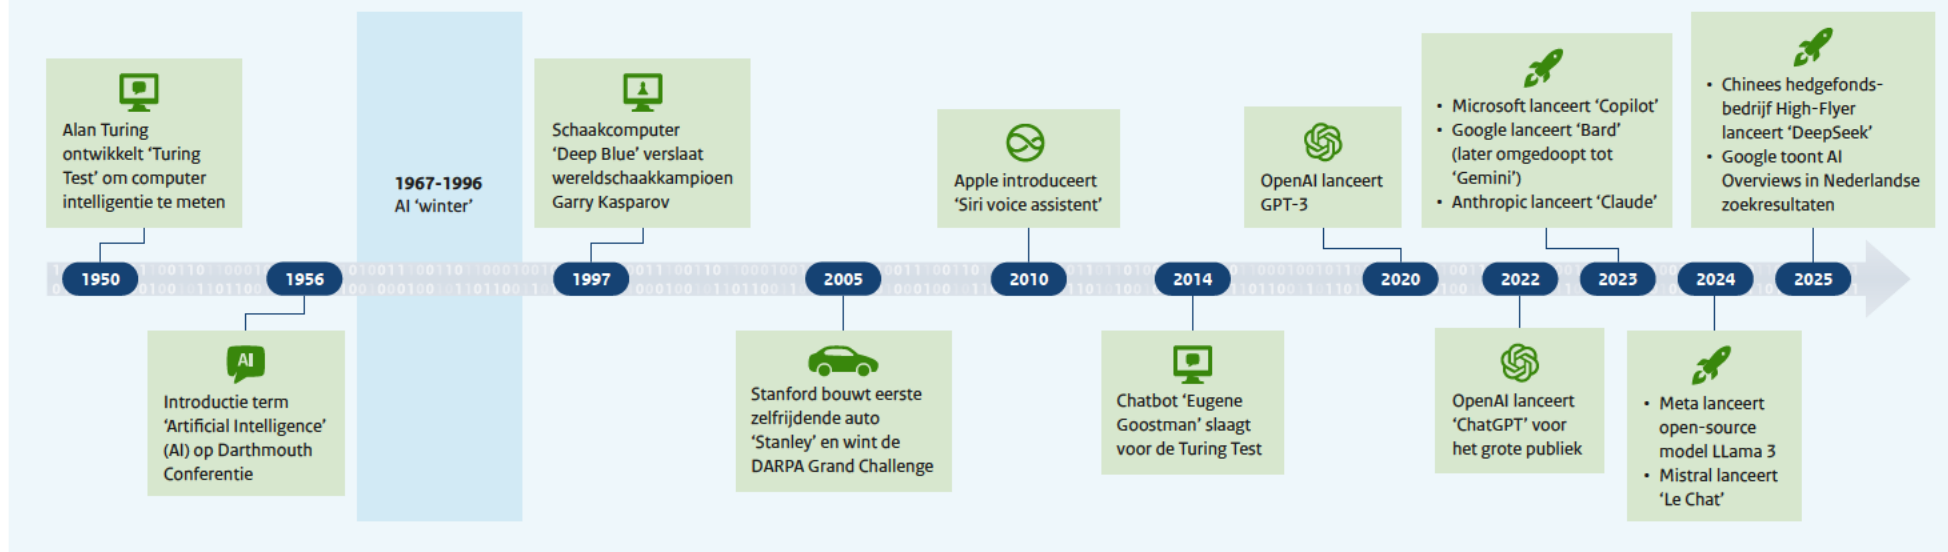 Alan Turing
ontwikkelt ‘Turing
Test’ om computer
intelligentie te meten
1950
1956
AI
Introductie term
‘Artificial Intelligence’
(AI) op Darthmouth
Conferentie
1967-1996
AI ‘winter’
Schaakcomputer
‘Deep Blue’ verslaat
wereldschaakkampioen
Garry Kasparov
1997
2005
Stanford bouwt eerste
zelfrijdende auto
‘Stanley’ en wint de
DARPA Grand Challenge
Apple introduceert
‘Siri voice assistent’
2010
2014
Chatbot ‘Eugene
Goostman’ slaagt
voor de Turing Test
OpenAI lanceert
GPT-3
2020
2022
OpenAI lanceert
‘ChatGPT’ voor
het grote publiek
• Microsoft lanceert ‘Copilot’
• Google lanceert ‘Bard’
(later omgedoopt tot
‘Gemini’)
• Anthropic lanceert ‘Claude’
2023
2024
• Meta lanceert
open-source
model LLama 3
• Mistral lanceert
‘Le Chat’
• Chinees hedgefonds-
bedrijf High-Flyer
lanceert ‘DeepSeek’
• Google toont AI
Overviews in Nederlandse
zoekresultaten
2025